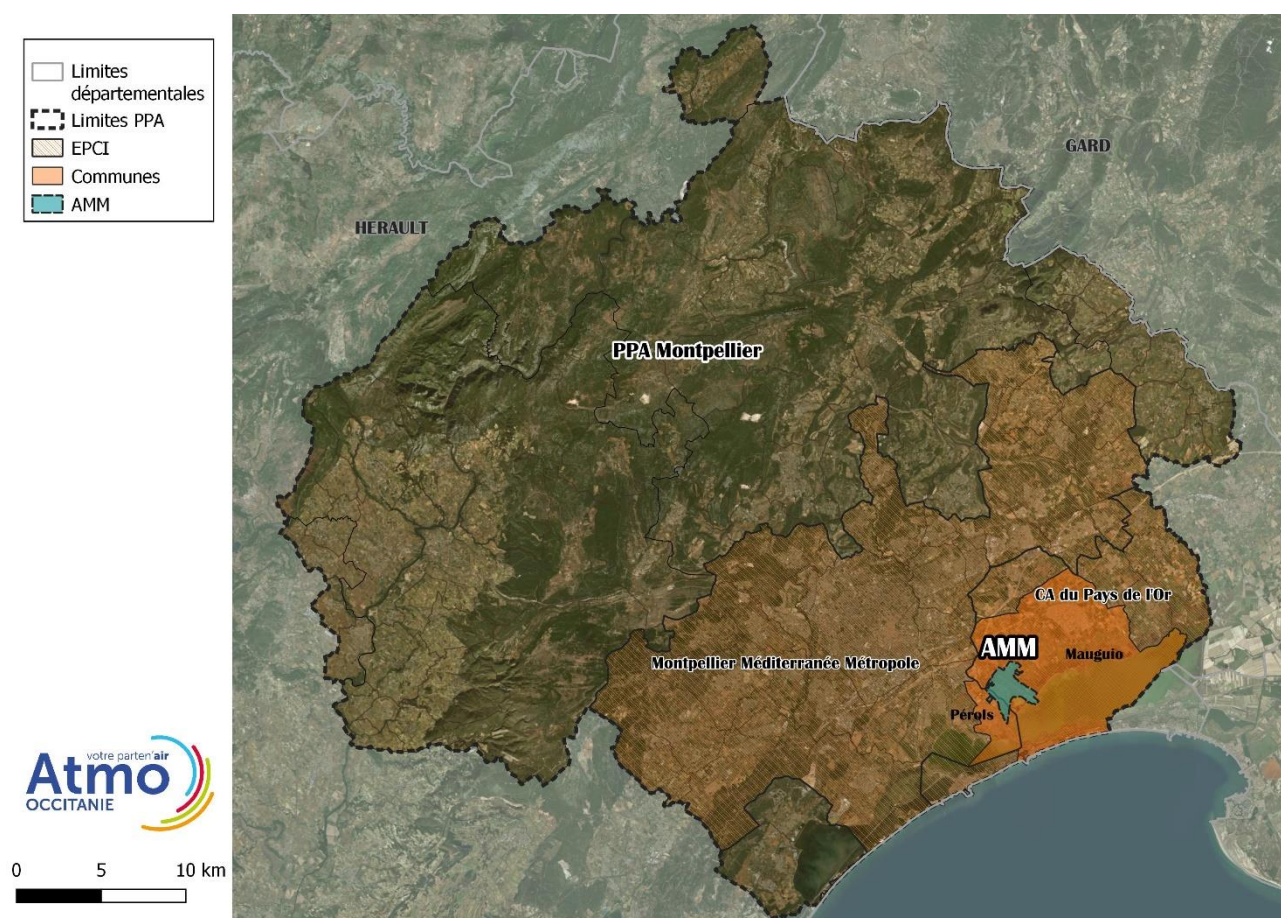 Limites
départementales
Limites PPA
EPCI
Communes
AMM
GARD
HERAULT
PPA Montpellier
CA du Pays de l'Or
AMM
Mauguio
Montpellier Méditerranée Métropole
Pérols
votre parten'air
Atmo
OCCITANIE
0 5 10 km